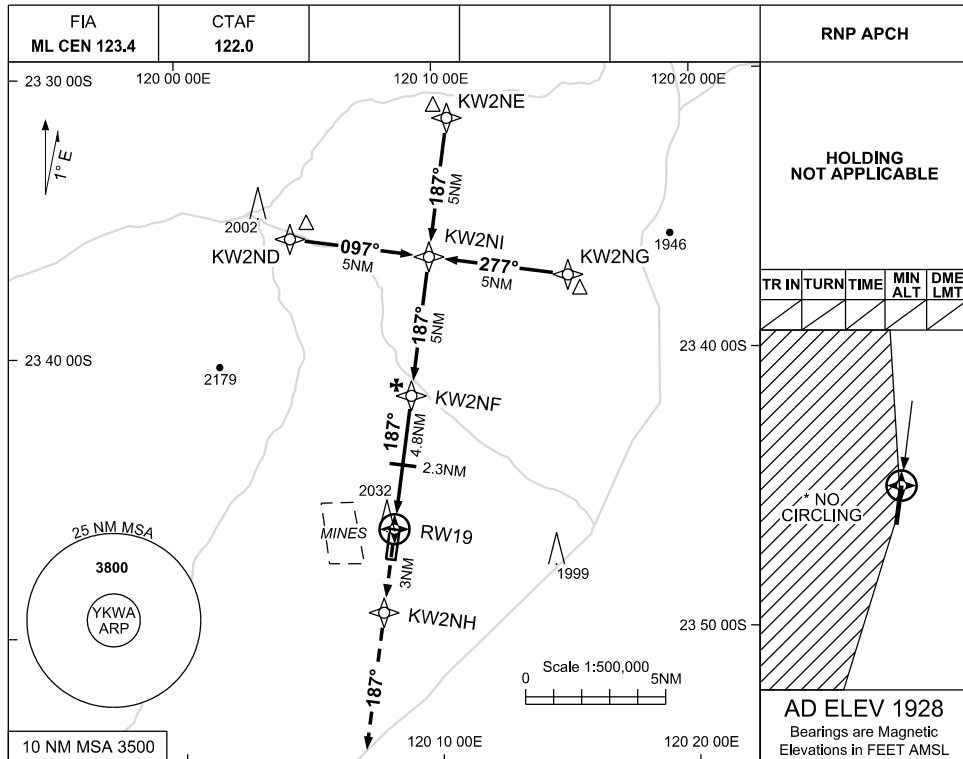 FIA
ML CEN 123.4
CTAF
122.0
RNP APCH
23 30 00S
120 00 00E
120 10 00E
120 20 00E
KW2NE
1° E
187°
5NM
HOLDING
NOT APPLICABLE
2002
KW2ND
097°
5NM
KW2NI
277°
5NM
KW2NG
1946
TR IN
TURN
TIME
MIN
ALT
DME
LMT
187°
5NM
23 40 00S
23 40 00S
2179
KW2NF
187°
4.8NM
2.3NM
2032
MINES
RW19
* NO
CIRCLING
25 NM MSA
3800
YKWA
ARP
3NM
1999
KW2NH
23 50 00S
187°
Scale 1:500,000
0
5NM
10 NM MSA 3500
120 10 00E
120 20 00E
AD ELEV 1928
Bearings are Magnetic
Elevations in FEET AMSL